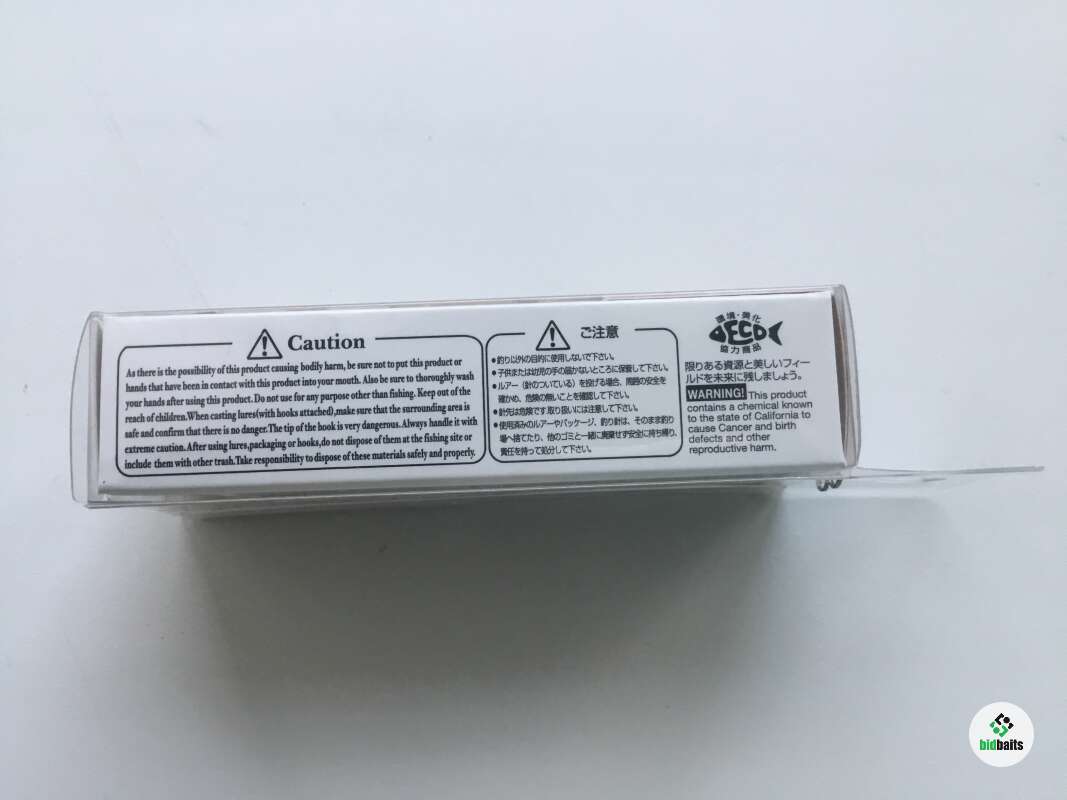 Caution
As there is the possibility of this product causing bodily harm, be sure not to put this product or
hands that have been in contact with this product into your mouth. Also be sure to thoroughly wash
your hands after using this product. Do not use for any purpose other than fishing. Keep out of the
reach of children.When casting lures(with hooks attached),make sure that the surrounding area is
safe and confirm that there is no danger.The tip of the hook is very dangerous. Always handle it with
extreme caution. After using lures,packaging or hooks,do not dispose of them at the fishing site or
include them with other trash.Take responsibility to dispose of these materials safely and properly.
ご注意
●釣り以外の目的に使用しないで下さい。
●子供または幼児の手の届かないところに保管して下さい。
●ルアー（針のついている）を投げる場合、周囲の安全を
確かめ、危険の無いことを確認して下さい。
●針先は危険です取り扱いには注意して下さい。
●使用済みのルアーやパッケージ、釣り針は、そのまま釣り
場へ捨てたり、他のゴミと一緒に廃棄せず安全に持ち帰り、
責任を持って処分して下さい。
環境・美化
ECO
協力商品
限りある資源と美しいフィー
ルドを未来に残しましょう。
WARNING! This product
contains a chemical known
to the state of California to
cause Cancer and birth
defects and other
reproductive harm.
bidbaits